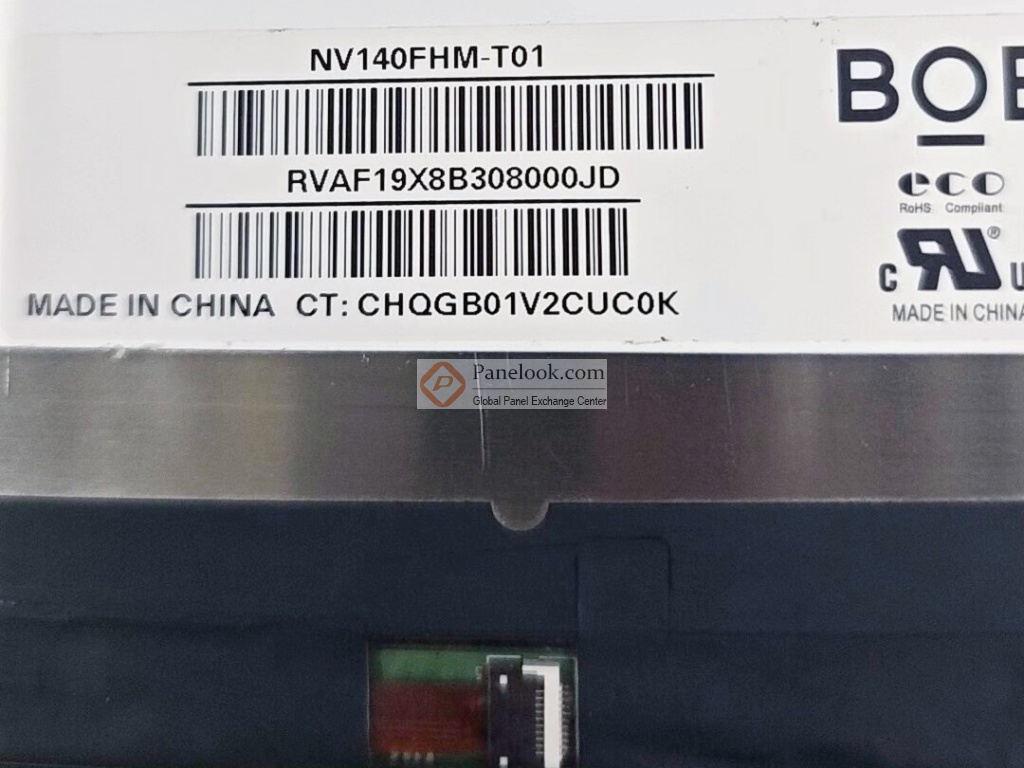 NV140FHM-T01
BOE
RVAF19X8B308000JD
eco
RoHS Compliant
C RU ® U
MADE IN CHINA CT: CHQGB01V2CUC0K
MADE IN CHINA
Panelook.com
Global Panel Exchange Center